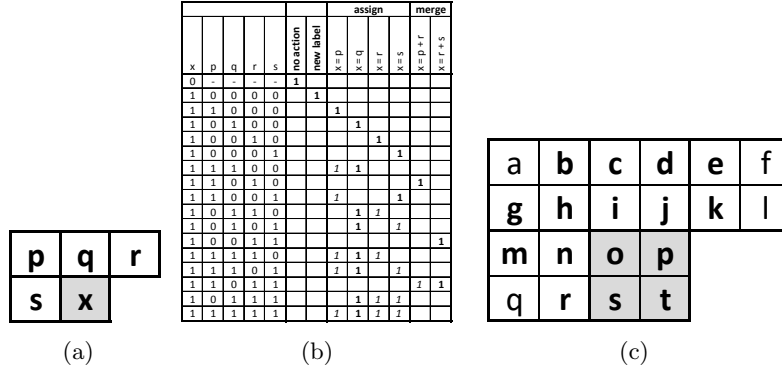 p q r
s x
(a)
assign merge
x p q r s no action new label x = p x = q x = r x = s x = p + r x = r + s
0 - - - - 1
1 0 0 0 0 1
1 1 0 0 0 1
1 0 1 0 0 1
1 0 0 1 0 1
1 0 0 0 1 1
1 1 1 0 0 1 1
1 1 0 1 0 1
1 1 0 0 1 1 1
1 0 1 1 0 1 1
1 0 1 0 1 1 1
1 0 0 1 1 1
1 1 1 1 0 1 1 1
1 1 1 0 1 1 1 1
1 1 0 1 1 1 1
1 0 1 1 1 1 1 1
1 1 1 1 1 1 1 1 1
(b)
a b c d e f
g h i j k l
m n o p
q r s t
(c)